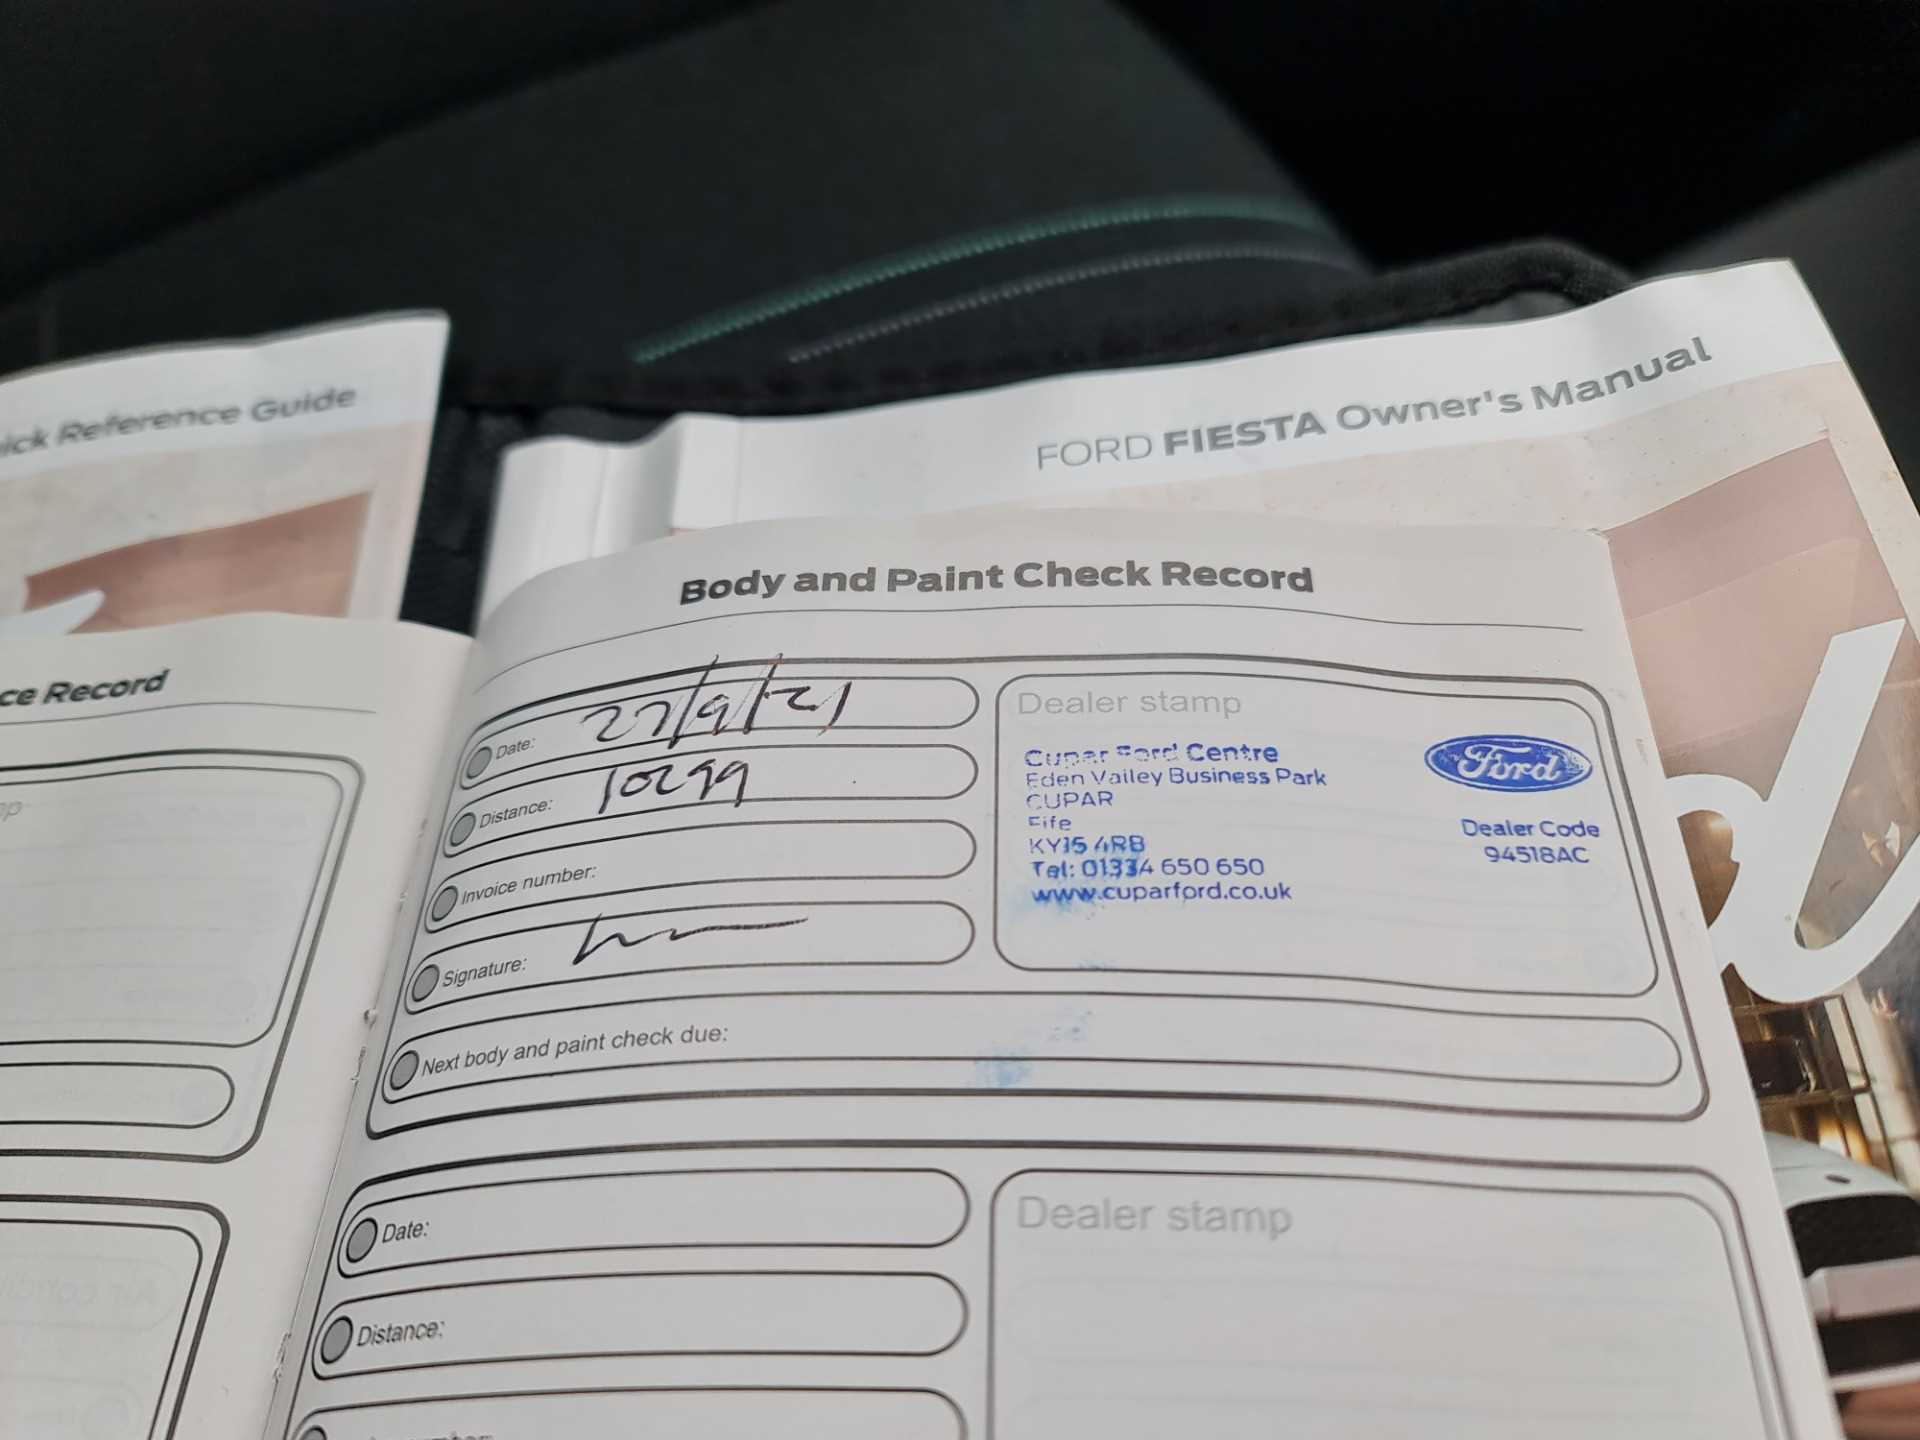 Reference Guide
FORD FIESTA Owner's Manual
Record
Body and Paint Check Record
Date: 27/9/21
Distance: 10299
Invoice number:
Signature:
Next body and paint check due:
Dealer stamp
Cupar Ford Centre
Eden Valley Business Park
CUPAR
Fife
KY15 4RB
Tel: 01334 650 650
www.cuparford.co.uk
Ford
Dealer Code
94518AC
Date:
Distance:
Dealer stamp